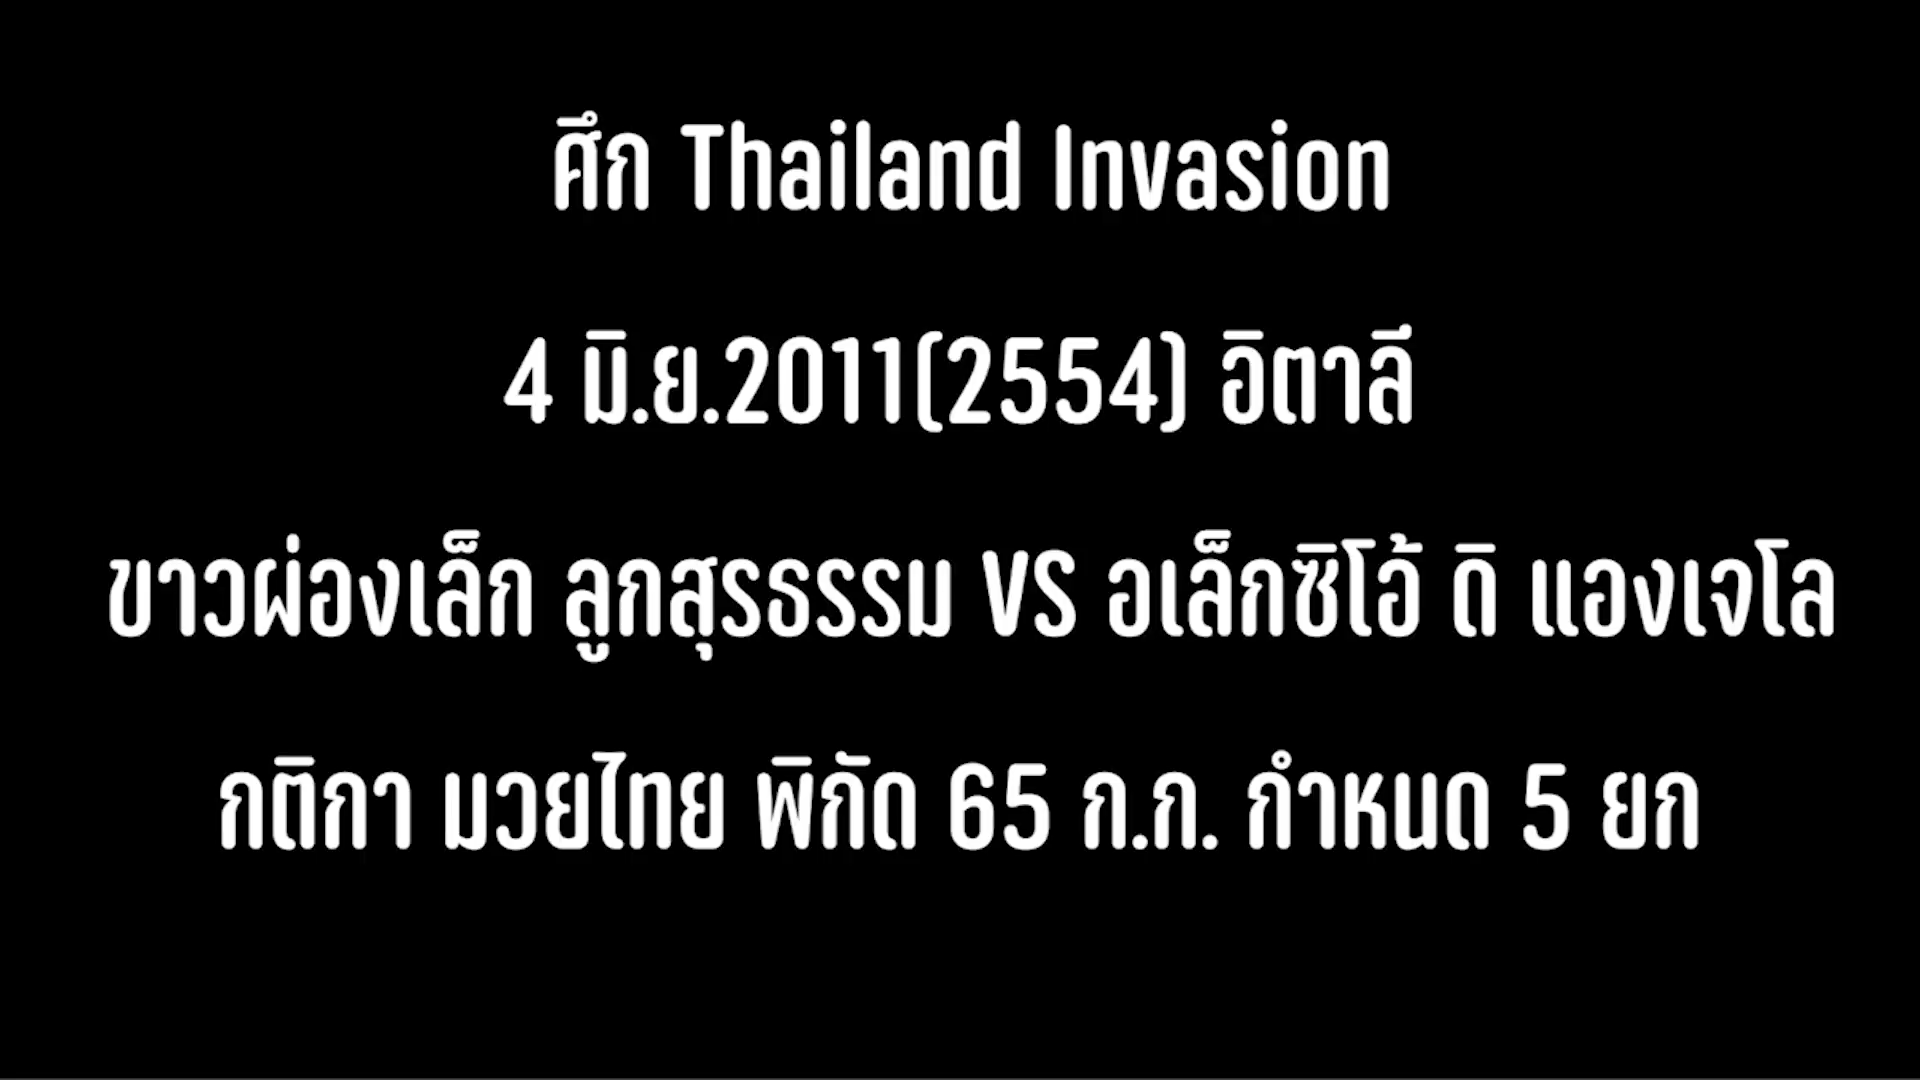 ศึก Thailand Invasion
4 มิ.ย.2011(2554) อิตาลี
ขาวผ่องเล็ก ลูกสุรธรรม VS อเล็กซิโอ้ ดิ แองเจโล
กติกา มวยไทย พิกัด 65 ก.ก. กำหนด 5 ยก